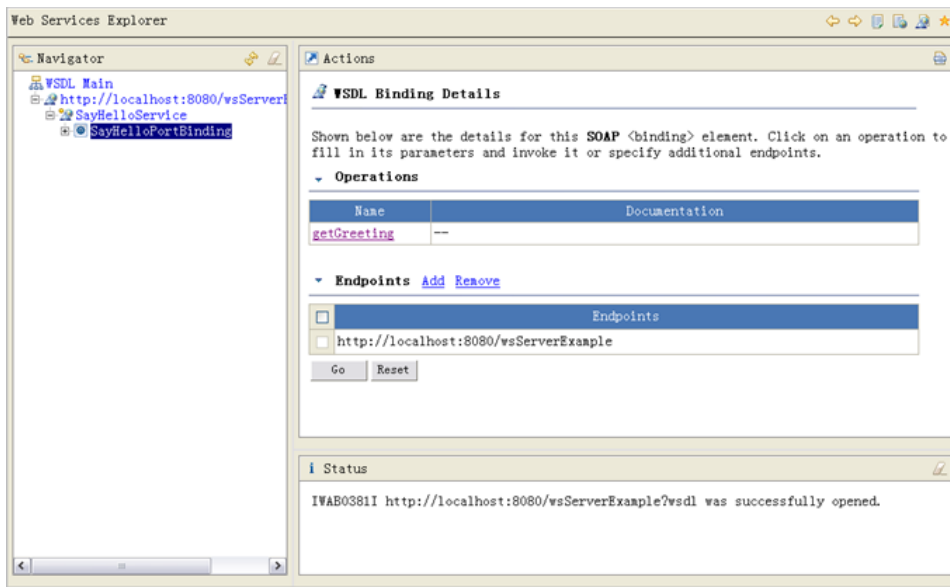 Web Services Explorer
Navigator
WSDL Main
http://localhost:8080/wsServerE
SayHelloService
SayHelloPortBinding
Actions
WSDL Binding Details
Shown below are the details for this SOAP <binding> element. Click on an operation to
fill in its parameters and invoke it or specify additional endpoints.
Operations
Name Documentation
getGreeting --
Endpoints Add Remove
Endpoints
http://localhost:8080/wsServerExample
Go Reset
i Status
IWAB0381I http://localhost:8080/wsServerExample?wsdl was successfully opened.